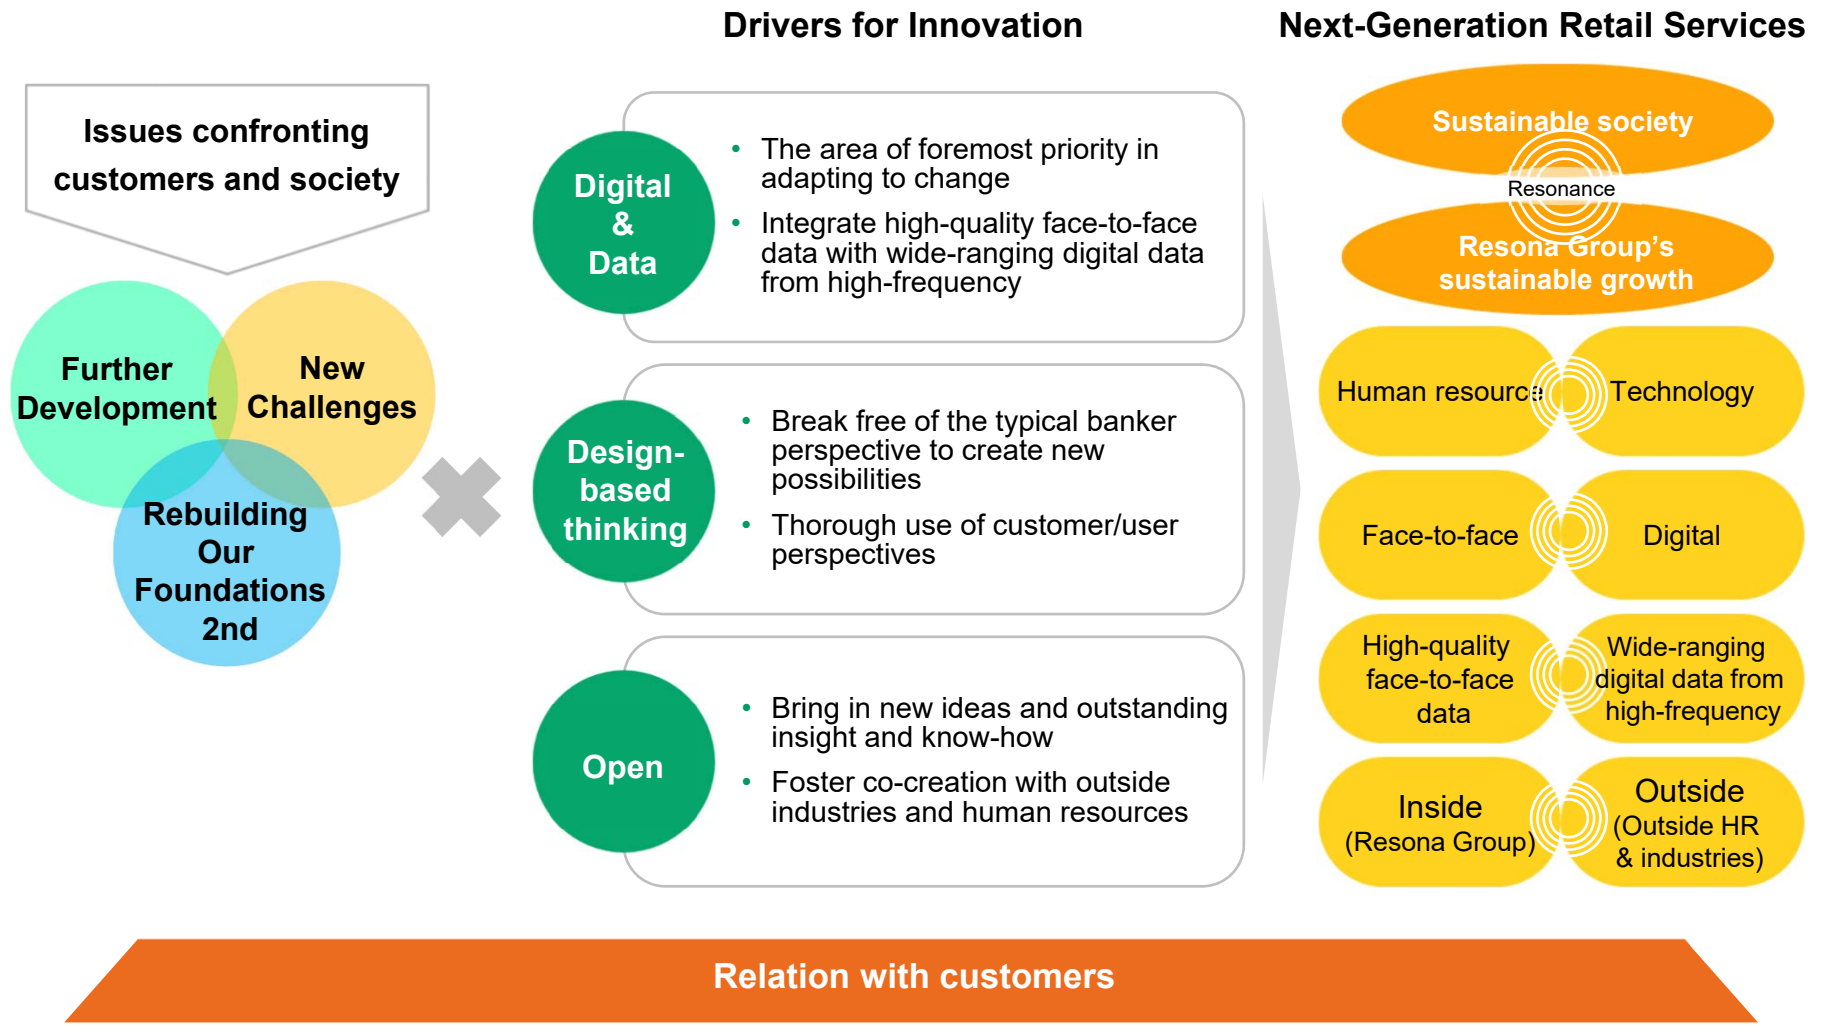 Drivers for Innovation
Next-Generation Retail Services
Issues confronting
customers and society
Further
Development
New
Challenges
Rebuilding
Our
Foundations
2nd
Digital
&
Data
• The area of foremost priority in
adapting to change
• Integrate high-quality face-to-face
data with wide-ranging digital data
from high-frequency
Design-
based
thinking
• Break free of the typical banker
perspective to create new
possibilities
• Thorough use of customer/user
perspectives
Open
• Bring in new ideas and outstanding
insight and know-how
• Foster co-creation with outside
industries and human resources
Sustainable society
Resonance
Resona Group’s
sustainable growth
Human resource
Technology
Face-to-face
Digital
High-quality
face-to-face
data
Wide-ranging
digital data from
high-frequency
Inside
(Resona Group)
Outside
(Outside HR
& industries)
Relation with customers